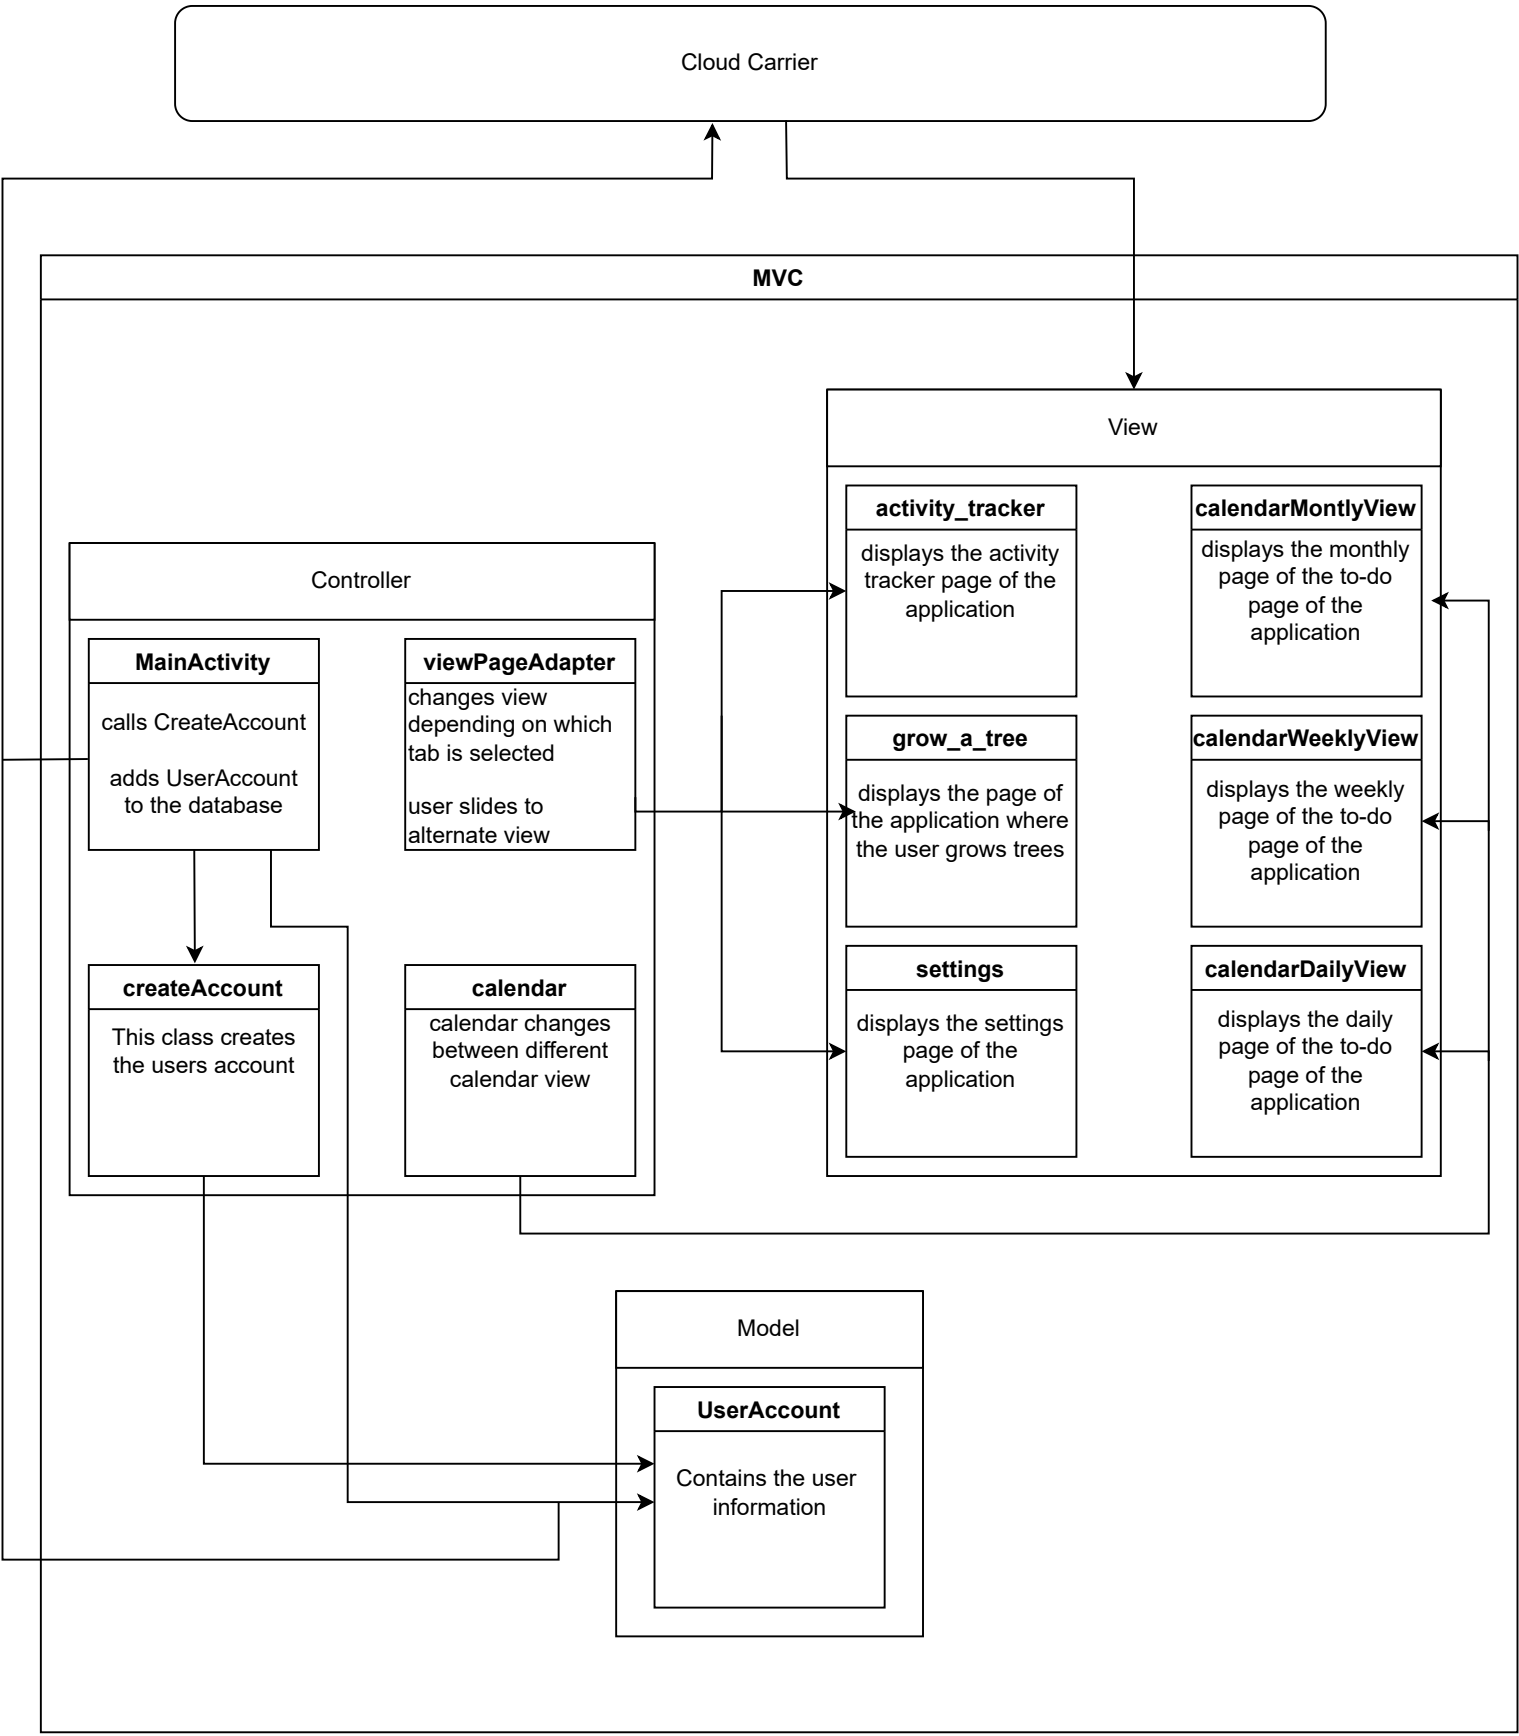 Cloud Carrier
MVC
View
activity_tracker
displays the activity
tracker page of the
application
calendarMontlyView
displays the monthly
page of the to-do
page of the
application
Controller
MainActivity
calls CreateAccount
adds UserAccount
to the database
viewPageAdapter
changes view
depending on which
tab is selected
user slides to
alternate view
grow_a_tree
displays the page of
the application where
the user grows trees
calendarWeeklyView
displays the weekly
page of the to-do
page of the
application
createAccount
This class creates
the users account
calendar
calendar changes
between different
calendar view
settings
displays the settings
page of the
application
calendarDailyView
displays the daily
page of the to-do
page of the
application
Model
UserAccount
Contains the user
information